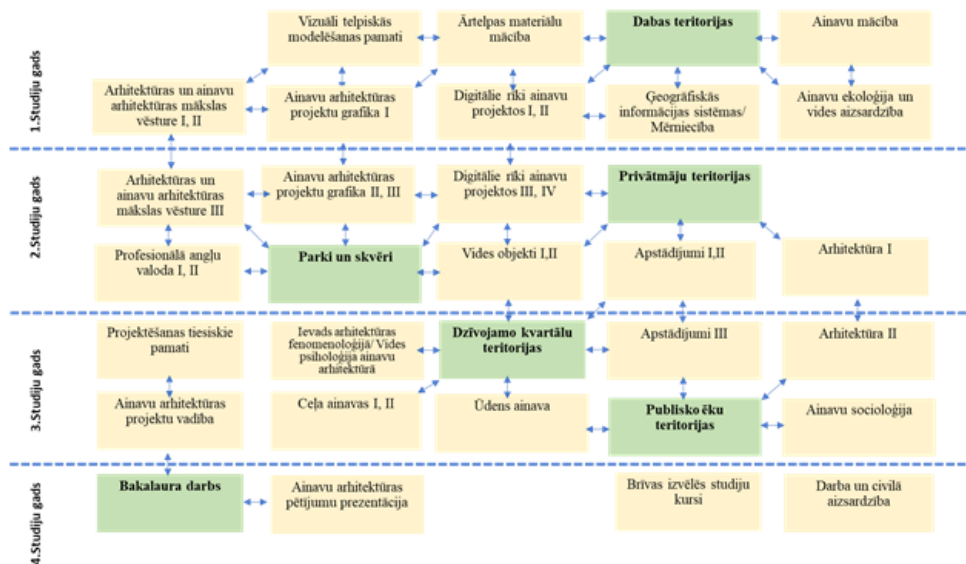 1.Studiju gads
Vizuāli telpiskās
modelēšanas pamati
Ārtelpas materiālu
mācība
Dabas teritorijas
Ainavu mācība
Arhitektūras un ainavu
arhitektūras mākslas
vēsture I, II
Ainavu arhitektūras
projektu grafika I
Digitālie rīki ainavu
projektos I, II
Ģeogrāfiskās
informācijas sistēmas/
Mērniecība
Ainavu ekoloģija un
vides aizsardzība
2.Studiju gads
Arhitektūras un
ainavu arhitektūras
mākslas vēsture III
Ainavu arhitektūras
projektu grafika II, III
Digitālie rīki ainavu
projektos III, IV
Privātmāju teritorijas
Profesionālā angļu
valoda I, II
Parki un skvēri
Vides objekti I,II
Apstādījumi I,II
Arhitektūra I
3.Studiju gads
Projektēšanas tiesiskie
pamati
Ievads arhitektūras
fenomenoloģijā/ Vides
psiholoģija ainavu
arhitektūrā
Dzīvojamo kvartālu
teritorijas
Apstādījumi III
Arhitektūra II
Ainavu arhitektūras
projektu vadība
Ceļa ainavas I, II
Ūdens ainava
Publisko ēku
teritorijas
Ainavu socioloģija
4.Studiju gads
Bakalaura darbs
Ainavu arhitektūras
pētījumu prezentācija
Brīvas izvēlēs studiju
kursi
Darba un civilā
aizsardzība